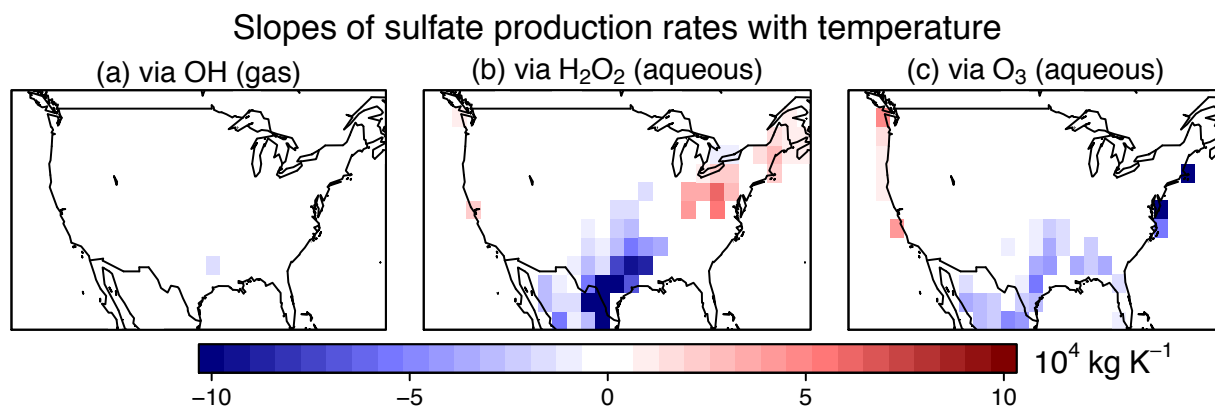 Slopes of sulfate production rates with temperature
(a) via OH (gas) (b) via H₂O₂ (aqueous) (c) via O₃ (aqueous)
−10 −5 0 5 10 10⁴ kg K⁻¹